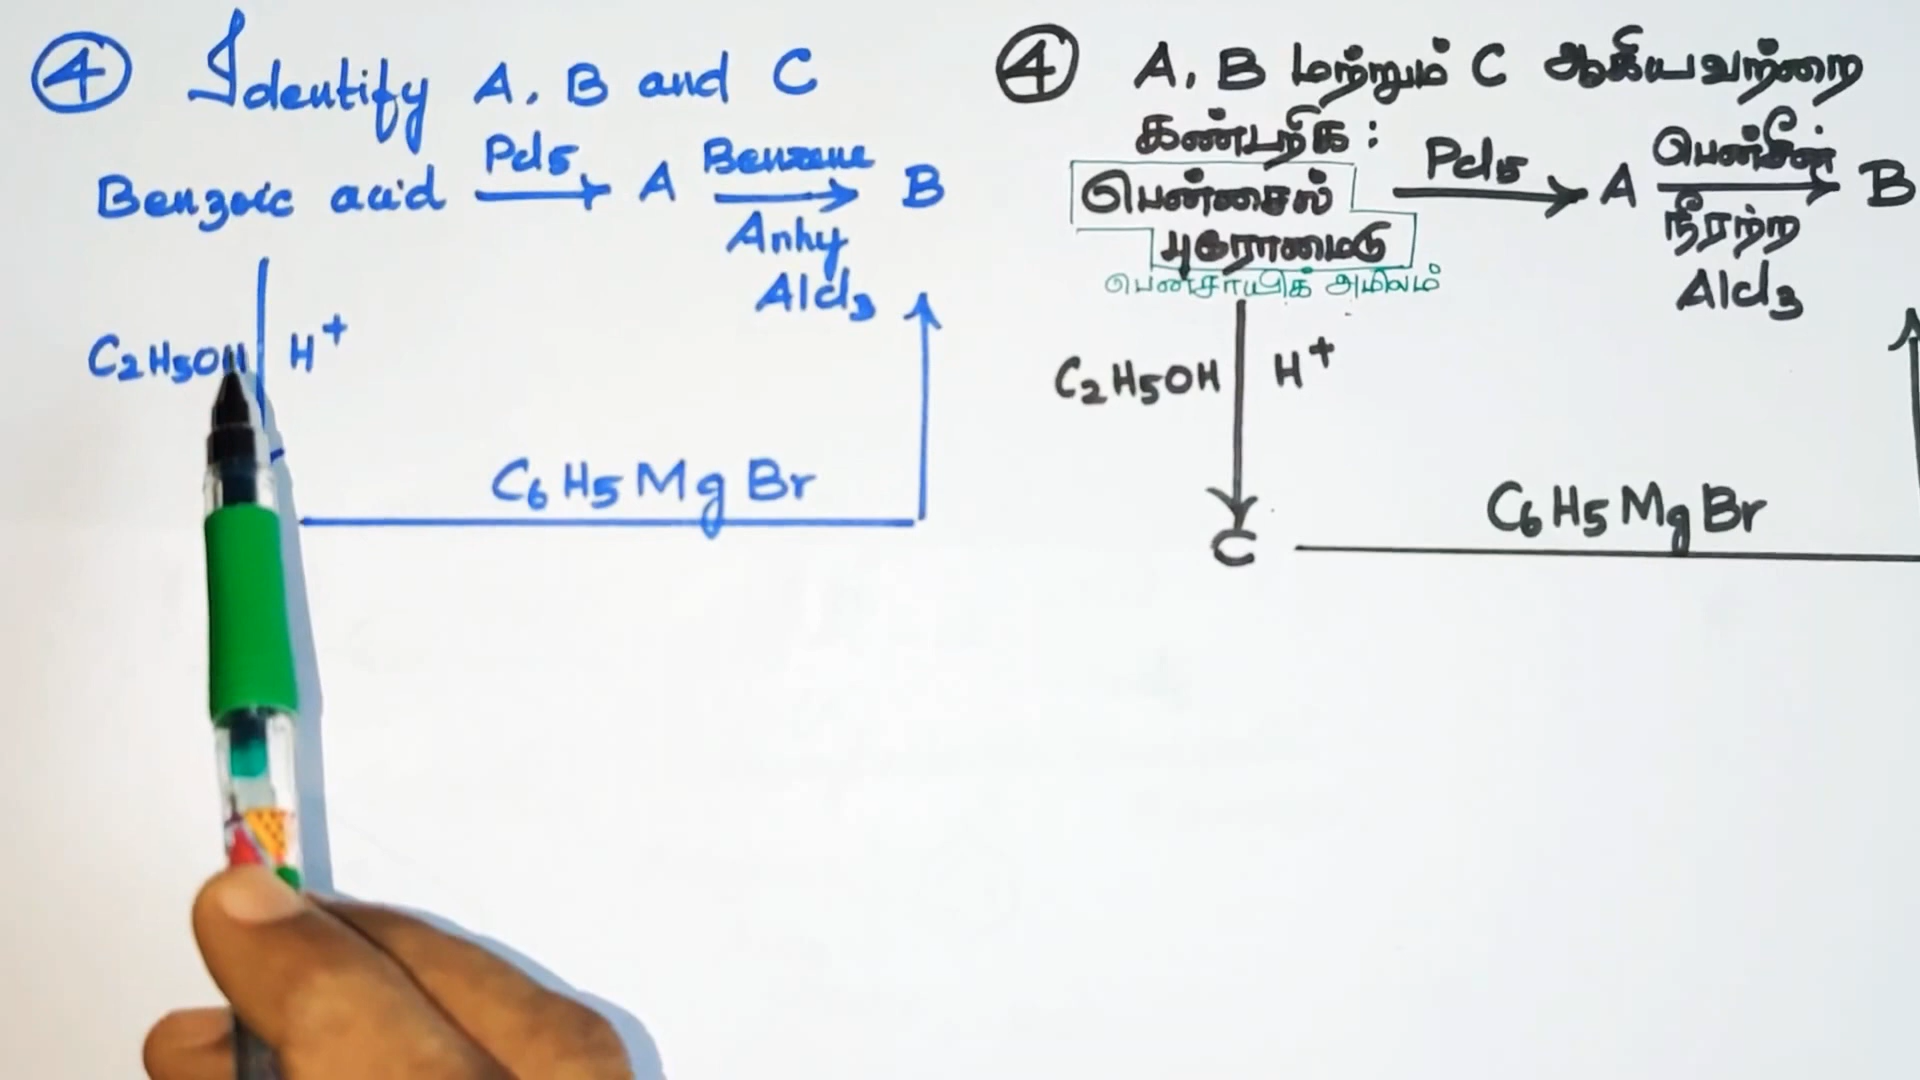 ④ Identify A, B and C
Benzoic acid PCl5 A Benzene B
Anhy
AlCl3
C2H5OH H+
C6H5MgBr
④ A, B மற்றும் C ஆகியவற்றை
கண்டறிக :
பென்சைல் PCl5 A பென்சீன் B
புரோமைடு நீரற்ற
பென்சாயிக் அமிலம் AlCl3
C2H5OH H+
C6H5MgBr
C